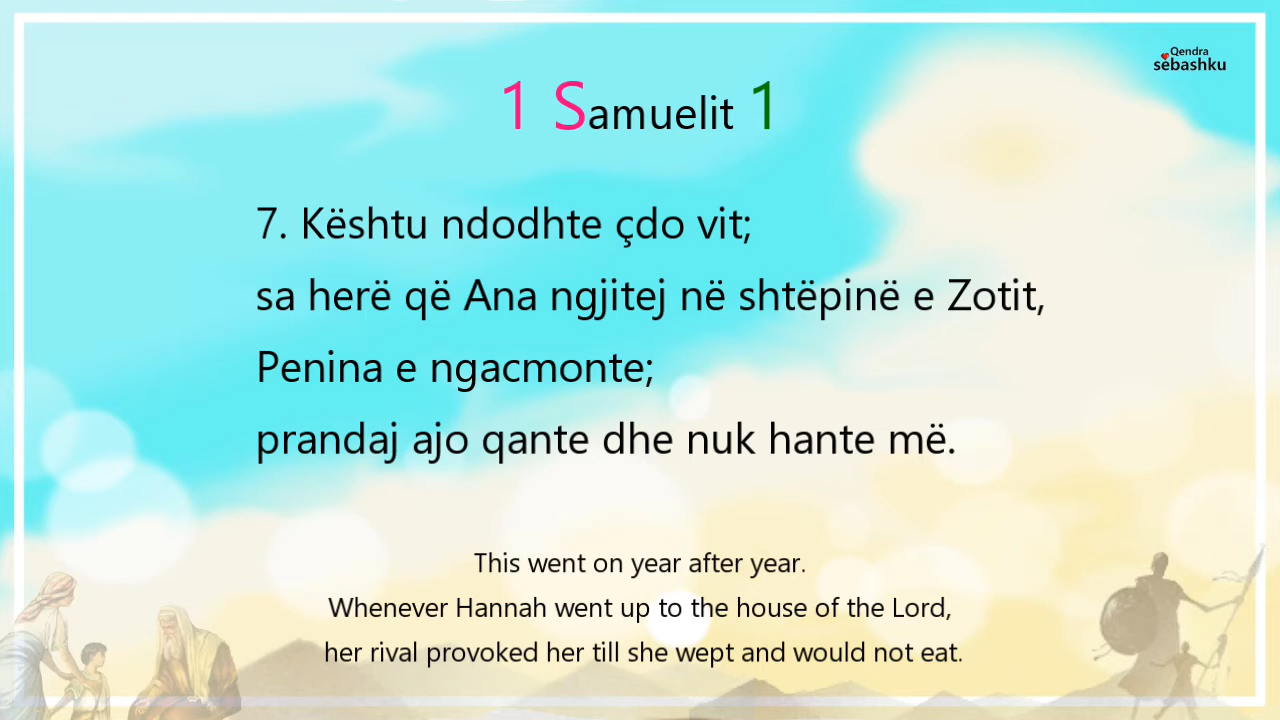 Qendra
sebashku
1 Samuelit 1
7. Kështu ndodhte çdo vit;
sa herë që Ana ngjitej në shtëpinë e Zotit,
Penina e ngacmonte;
prandaj ajo qante dhe nuk hante më.
This went on year after year.
Whenever Hannah went up to the house of the Lord,
her rival provoked her till she wept and would not eat.